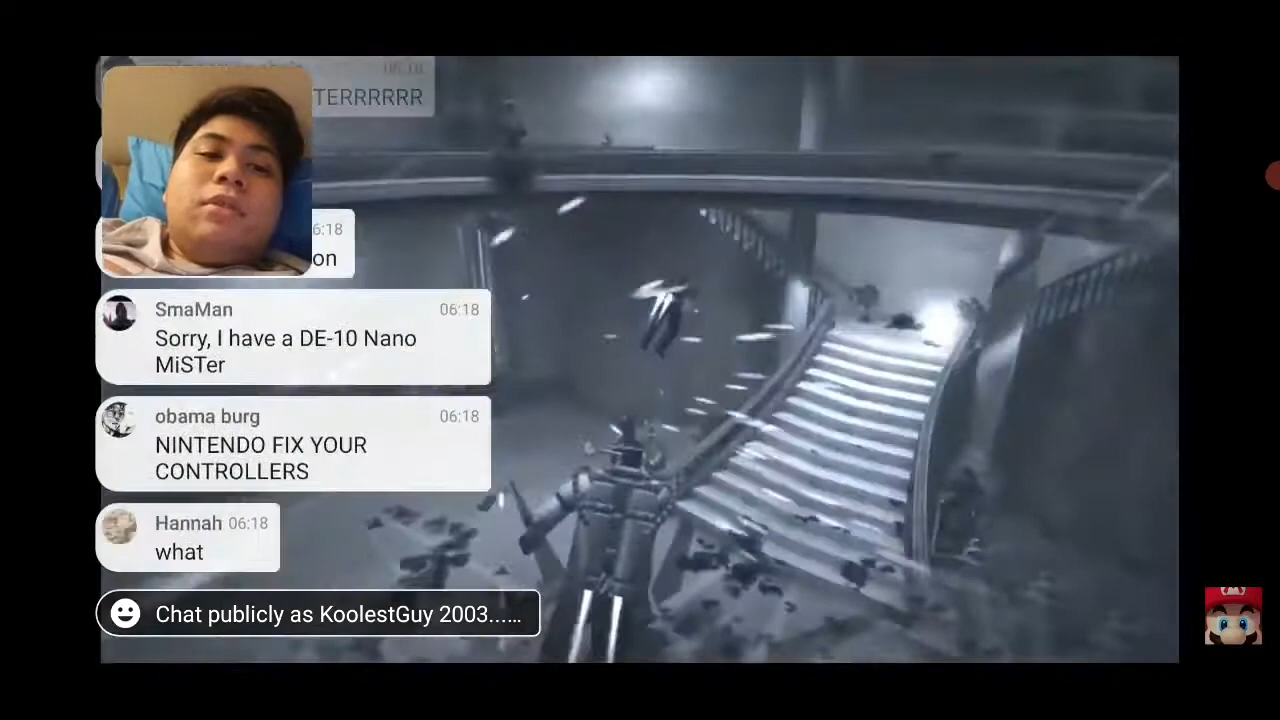 06:18
TERRRRRR
6:18
on
SmaMan 06:18
Sorry, I have a DE-10 Nano
MiSTer
obama burg 06:18
NINTENDO FIX YOUR
CONTROLLERS
Hannah 06:18
what
Chat publicly as KoolestGuy 2003...…
M